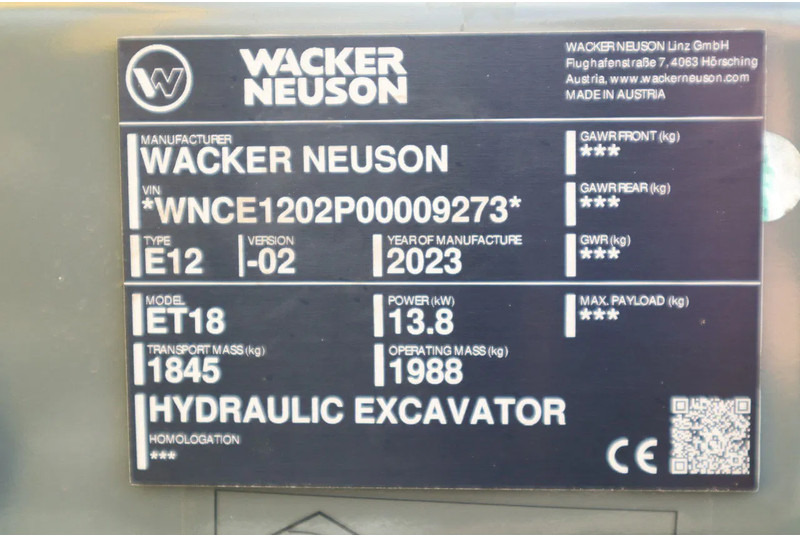 WACKER
NEUSON
WACKER NEUSON Linz GmbH
Flughafenstraße 7, 4063 Hörsching
Austria, www.wackerneuson.com
MADE IN AUSTRIA
MANUFACTURER
WACKER NEUSON
VIN
*WNCE1202P00009273*
TYPE VERSION YEAR OF MANUFACTURE
E12 -02 2023
GAWR FRONT (kg)
***
GAWR REAR (kg)
***
GWR (kg)
***
MODEL POWER (kW) MAX. PAYLOAD (kg)
ET18 13.8 ***
TRANSPORT MASS (kg) OPERATING MASS (kg)
1845 1988
HYDRAULIC EXCAVATOR
HOMOLOGATION
***
CE